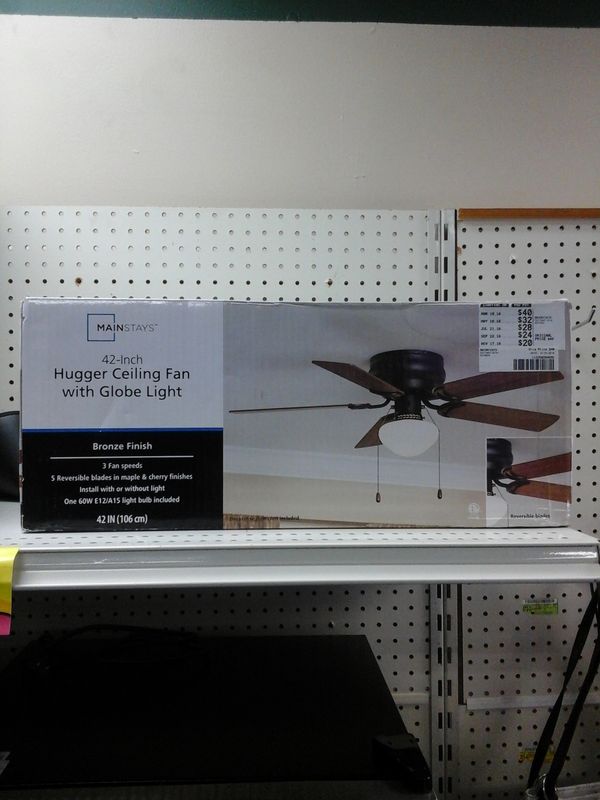 MAINSTAYS
42-Inch
Hugger Ceiling Fan
with Globe Light
Bronze Finish
3 Fan speeds
5 Reversible blades in maple & cherry finishes
Install with or without light
One 60W E12/A15 light bulb included
42 IN (106 cm)
$40
$32
$28
$24
$20
Reversible blades